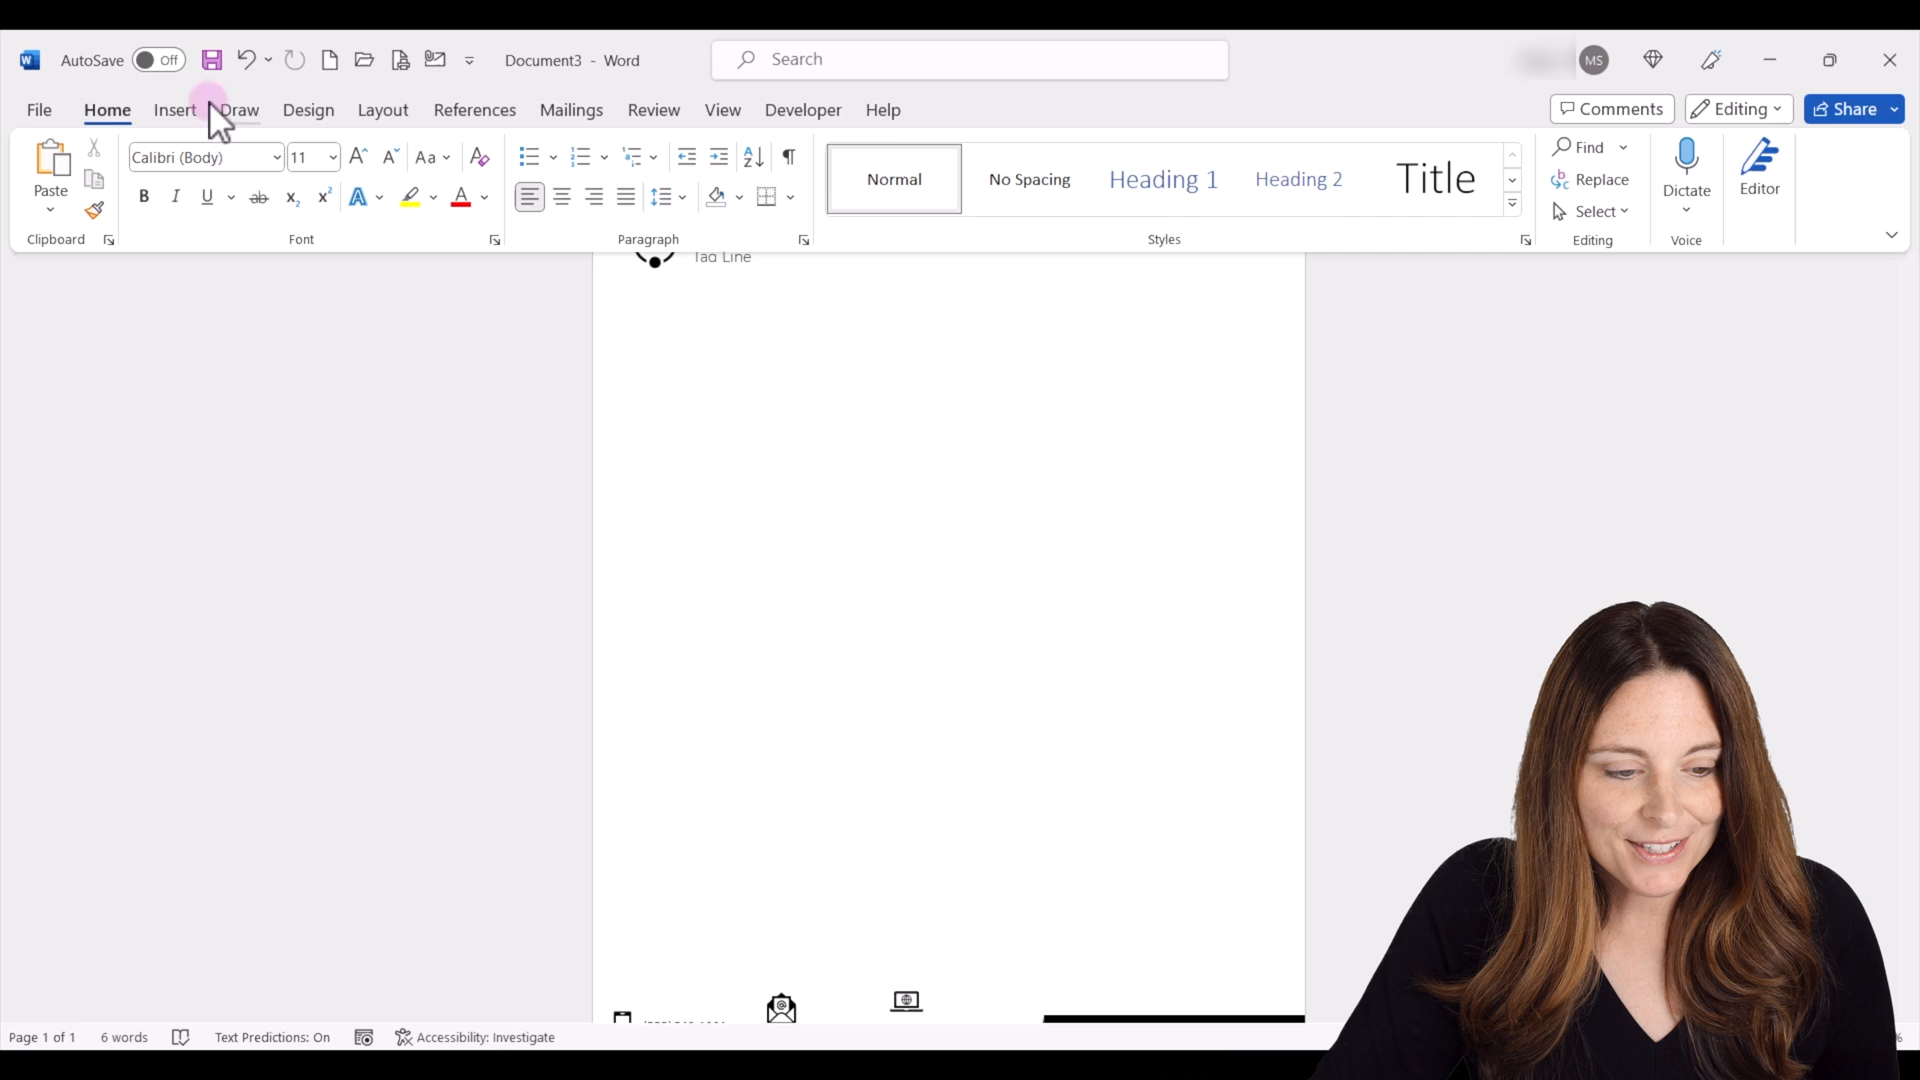 W AutoSave Off Document3 - Word Search MS
File Home Insert Draw Design Layout References Mailings Review View Developer Help Comments Editing Share
Calibri (Body) 11 Aa Normal No Spacing Heading 1 Heading 2 Title Find
Paste Replace Dictate Editor
B I U ab x2 x2 A A Select
Clipboard Font Paragraph Styles Editing Voice
Tag Line
Page 1 of 1 6 words Text Predictions: On Accessibility: Investigate